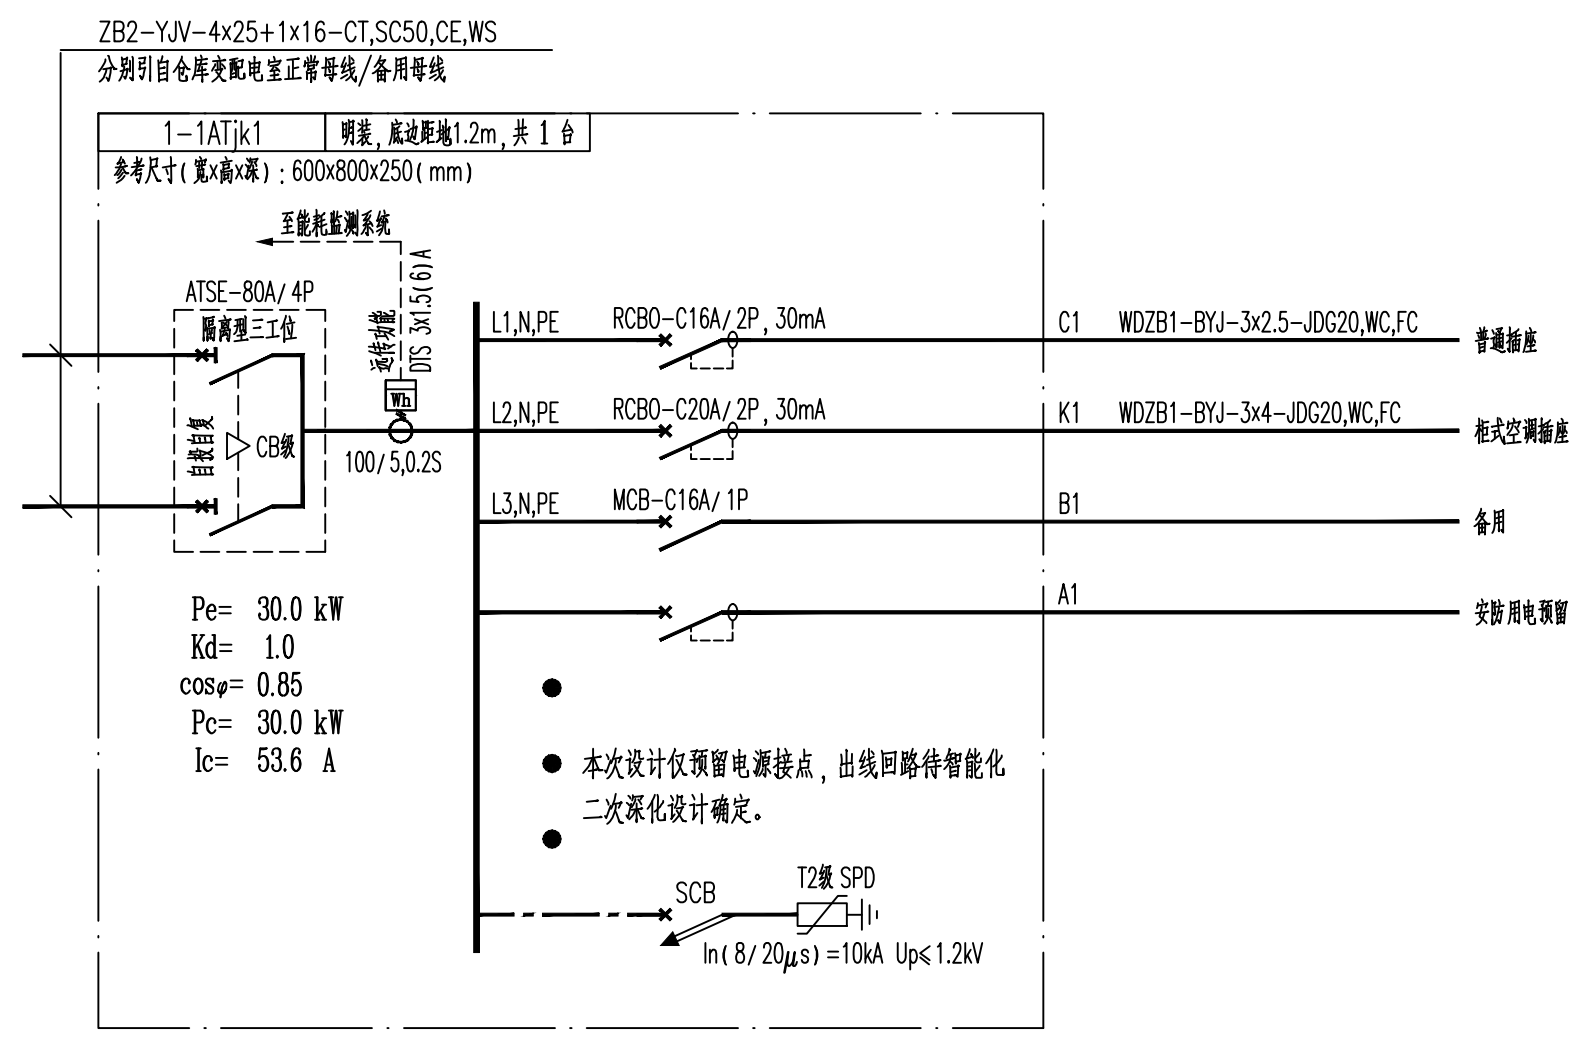 ZB2-YJV-4x25+1x16-CT,SC50,CE,WS
分别引自仓库变配电室正常母线/备用母线
1-1ATjk1
明装,底边距地1.2m,共 1 台
参考尺寸(宽x高x深):600x800x250(mm)
至能耗监测系统
ATSE-80A/4P
隔离型三工位
自投自复
CB级
远传功能
DTS 3x1.5(6)A
Wh
100/5,0.2S
L1,N,PE
RCBO-C16A/2P,30mA
C1
WDZB1-BYJ-3x2.5-JDG20,WC,FC
普通插座
L2,N,PE
RCBO-C20A/2P,30mA
K1
WDZB1-BYJ-3x4-JDG20,WC,FC
柜式空调插座
L3,N,PE
MCB-C16A/1P
B1
备用
A1
安防用电预留
Pe= 30.0 kW
Kd= 1.0
cosφ= 0.85
Pc= 30.0 kW
Ic= 53.6 A
本次设计仅预留电源接点,出线回路待智能化
二次深化设计确定。
SCB
T2级 SPD
In(8/20μs)=10kA Up≤1.2kV